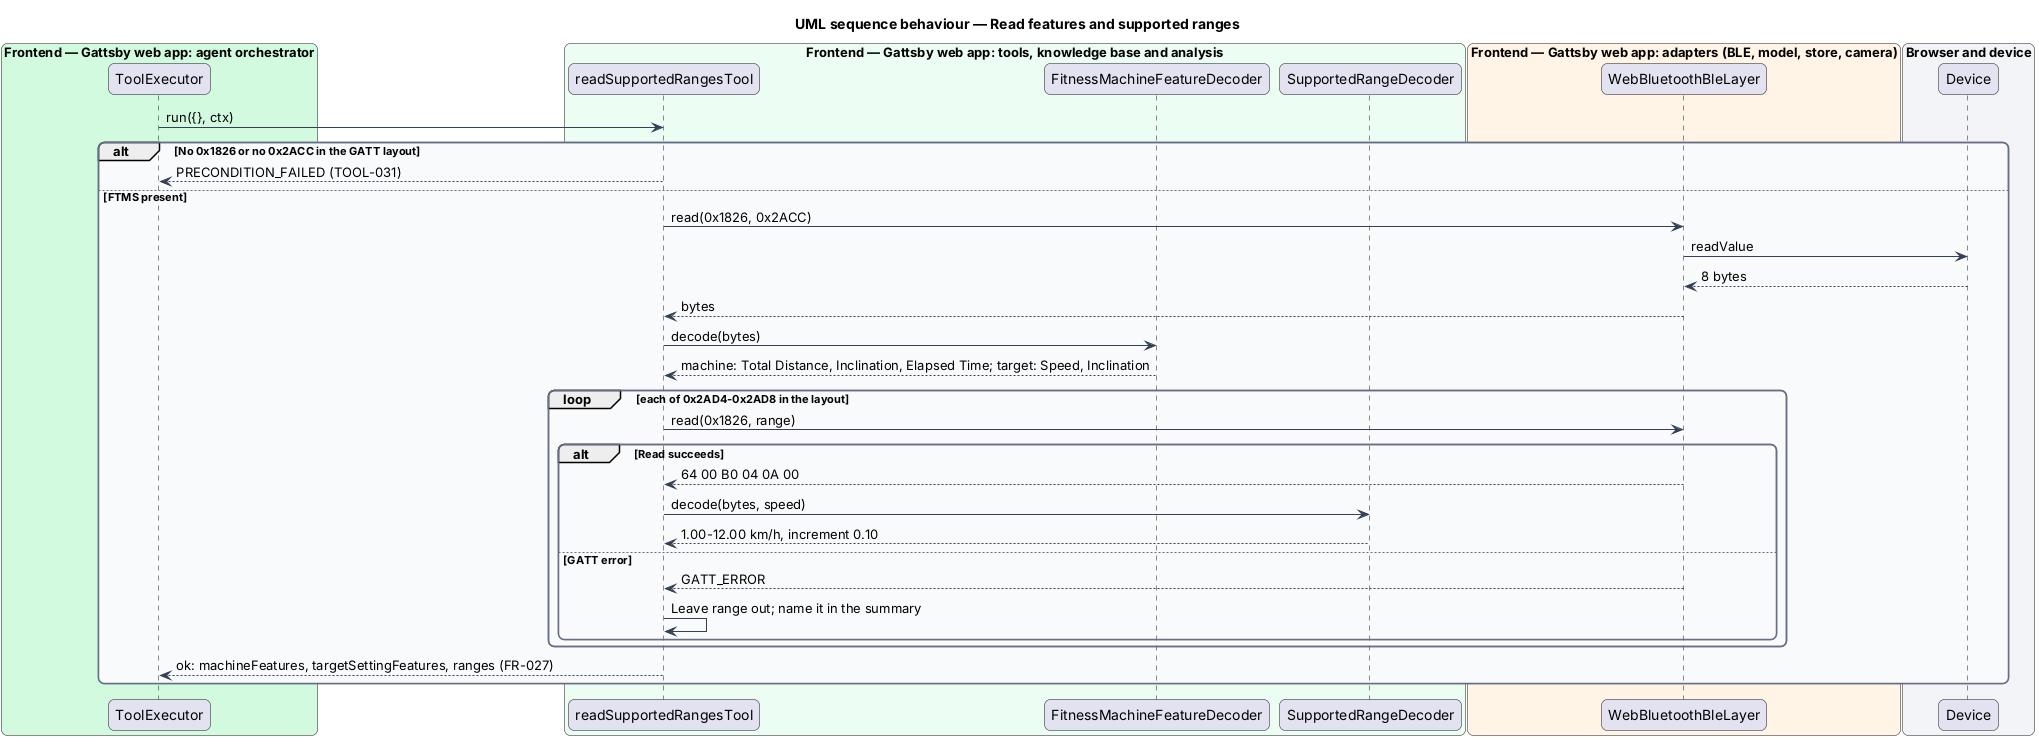 UML sequence behaviour — Read features and supported ranges
Frontend — Gattsby web app: agent orchestrator
Frontend — Gattsby web app: tools, knowledge base and analysis
Frontend — Gattsby web app: adapters (BLE, model, store, camera)
Browser and device
ToolExecutor
readSupportedRangesTool
FitnessMachineFeatureDecoder
SupportedRangeDecoder
WebBluetoothBleLayer
Device
run({}, ctx)
alt
[No 0x1826 or no 0x2ACC in the GATT layout]
PRECONDITION_FAILED (TOOL-031)
[FTMS present]
read(0x1826, 0x2ACC)
readValue
8 bytes
bytes
decode(bytes)
machine: Total Distance, Inclination, Elapsed Time; target: Speed, Inclination
loop
[each of 0x2AD4-0x2AD8 in the layout]
read(0x1826, range)
alt
[Read succeeds]
64 00 B0 04 0A 00
decode(bytes, speed)
1.00-12.00 km/h, increment 0.10
[GATT error]
GATT_ERROR
Leave range out; name it in the summary
ok: machineFeatures, targetSettingFeatures, ranges (FR-027)
ToolExecutor
readSupportedRangesTool
FitnessMachineFeatureDecoder
SupportedRangeDecoder
WebBluetoothBleLayer
Device